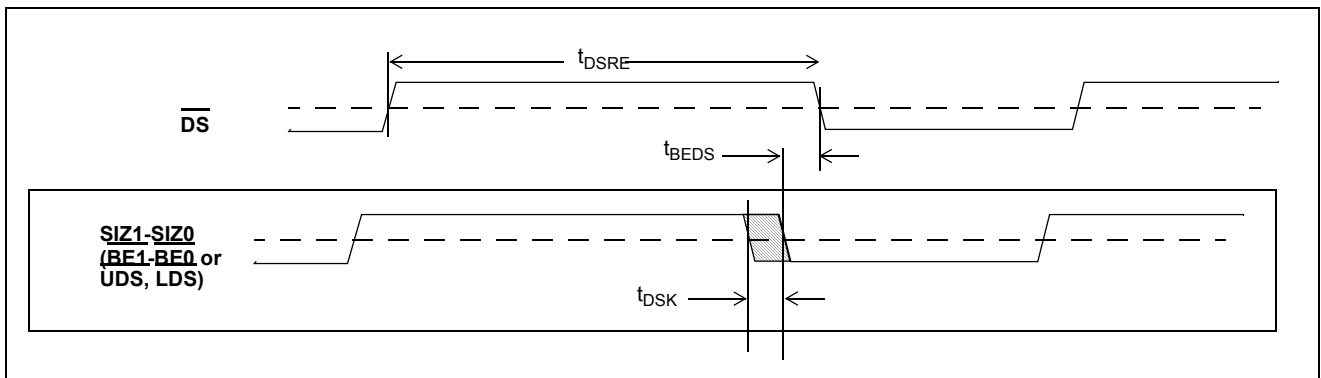 tDSRE
DS
tBEDS
SIZ1-SIZ0
(BE1-BE0 or
UDS, LDS)
tDSK